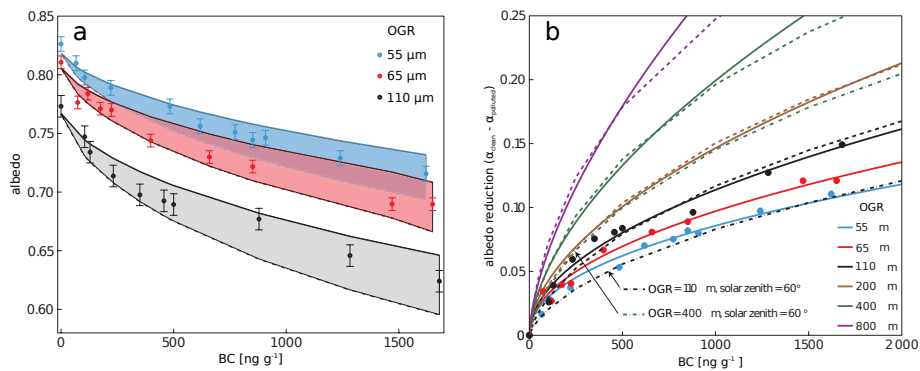 a
OGR
55 µm
65 µm
110 µm
0.85
0.80
0.75
0.70
0.65
0.60
albedo
0
500
1000
1500
BC [ng g⁻¹]
b
0.25
0.20
0.15
0.10
0.05
0
albedo reduction (α_clean - α_polluted)
OGR
55 m
65 m
110 m
200 m
400 m
800 m
OGR=110 m, solar zenith=60°
OGR=400 m, solar zenith=60°
0
500
1000
1500
2000
BC [ng g⁻¹]